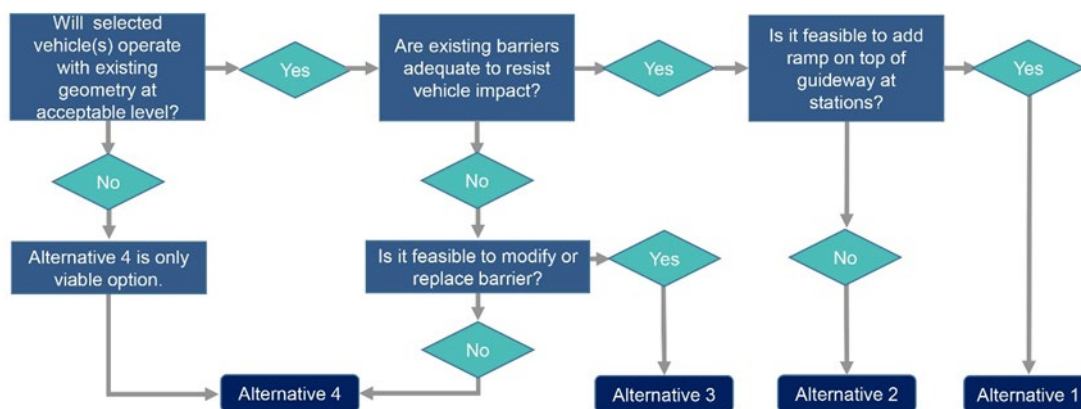 Will selected
vehicle(s) operate
with existing
geometry at
acceptable level?
Yes
Are existing barriers
adequate to resist
vehicle impact?
Yes
Is it feasible to add
ramp on top of
guideway at
stations?
Yes
No
No
No
Alternative 4 is only
viable option.
Is it feasible to modify or
replace barrier?
Yes
No
Alternative 4
Alternative 3
Alternative 2
Alternative 1